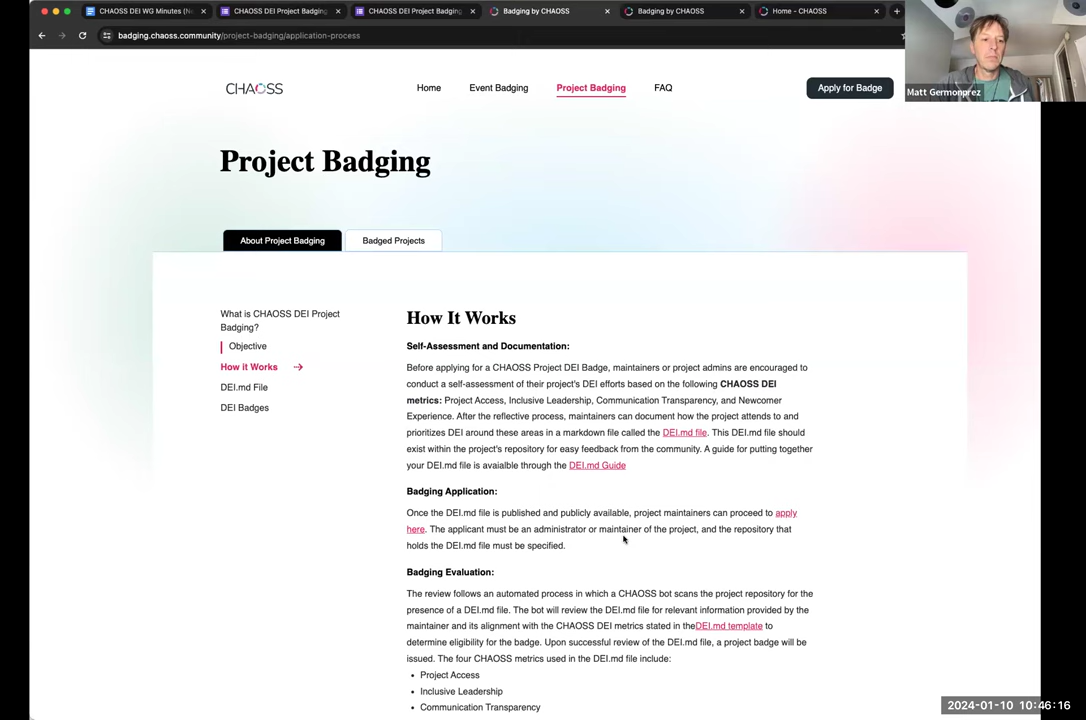 CHAOSS DEI WG Minutes (Ne
CHAOSS DEI Project Badging
CHAOSS DEI Project Badging
Badging by CHAOSS
Badging by CHAOSS
Home - CHAOSS
badging.chaoss.community/project-badging/application-process
Matt Germonprez
CHAOSS
Home
Event Badging
Project Badging
FAQ
Apply for Badge
Project Badging
About Project Badging
Badged Projects
What is CHAOSS DEI Project
Badging?
Objective
How it Works
DEI.md File
DEI Badges
How It Works
Self-Assessment and Documentation:
Before applying for a CHAOSS Project DEI Badge, maintainers or project admins are encouraged to
conduct a self-assessment of their project's DEI efforts based on the following CHAOSS DEI
metrics: Project Access, Inclusive Leadership, Communication Transparency, and Newcomer
Experience. After the reflective process, maintainers can document how the project attends to and
prioritizes DEI around these areas in a markdown file called the DEI.md file. This DEI.md file should
exist within the project's repository for easy feedback from the community. A guide for putting together
your DEI.md file is avaialble through the DEI.md Guide
Badging Application:
Once the DEI.md file is published and publicly available, project maintainers can proceed to apply
here. The applicant must be an administrator or maintainer of the project, and the repository that
holds the DEI.md file must be specified.
Badging Evaluation:
The review follows an automated process in which a CHAOSS bot scans the project repository for the
presence of a DEI.md file. The bot will review the DEI.md file for relevant information provided by the
maintainer and its alignment with the CHAOSS DEI metrics stated in theDEI.md template to
determine eligibility for the badge. Upon successful review of the DEI.md file, a project badge will be
issued. The four CHAOSS metrics used in the DEI.md file include:
• Project Access
• Inclusive Leadership
• Communication Transparency
2024-01-10 10:46:16